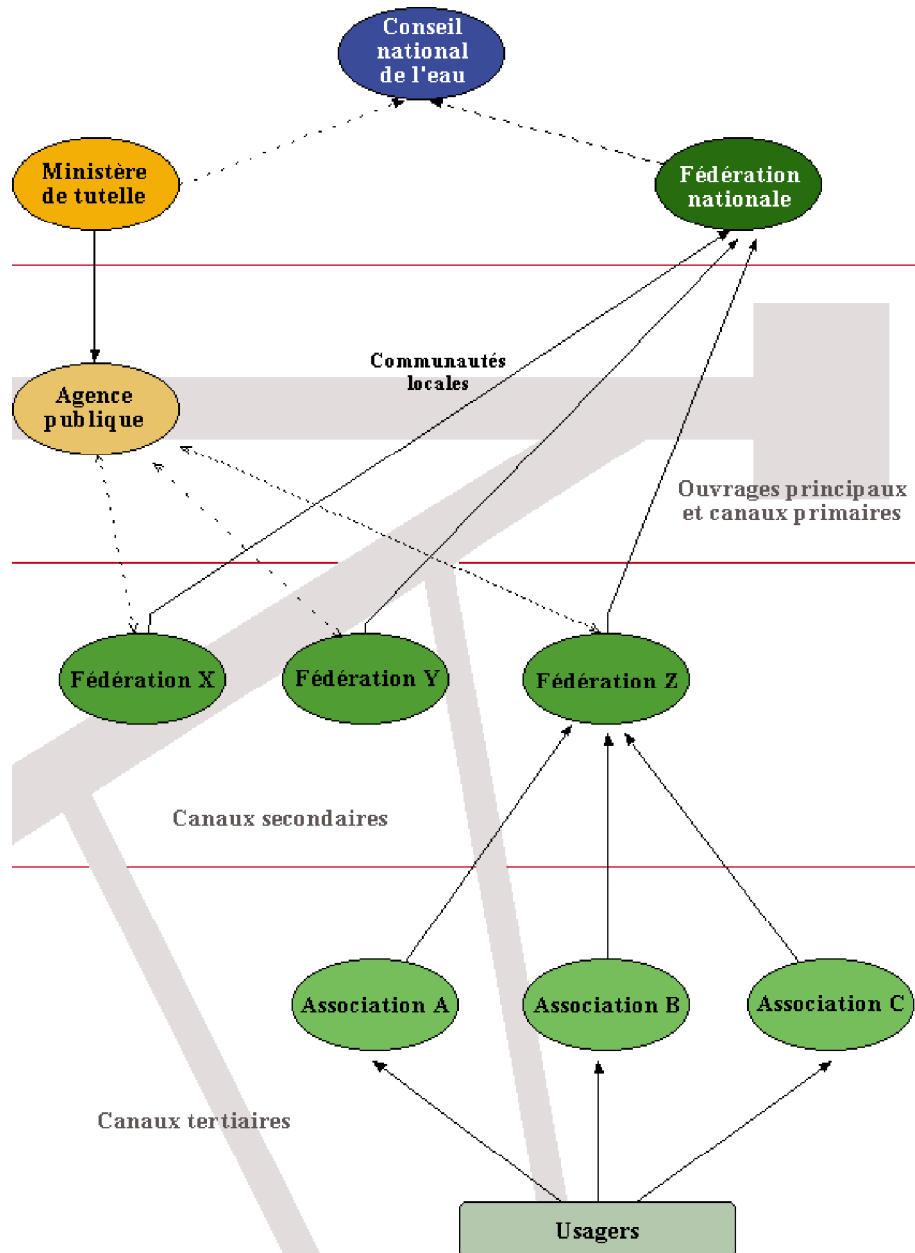 Conseil
national
de l'eau
Ministère
de tutelle
Fédération
nationale
Communautés
locales
Agence
publique
Ouvrages principaux
et canaux primaires
Fédération X
Fédération Y
Fédération Z
Canaux secondaires
Association A
Association B
Association C
Canaux tertiaires
Usagers